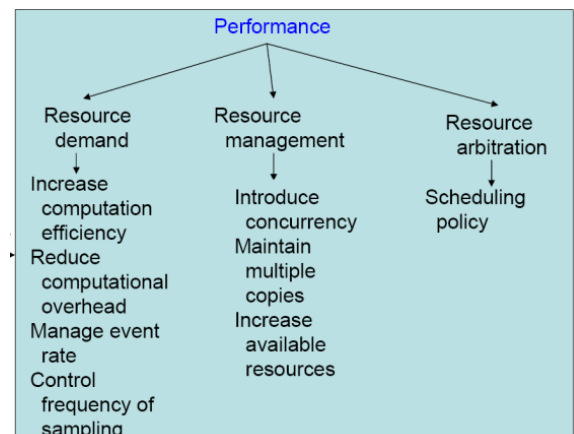 Performance
Resource
demand
Increase
computation
efficiency
Reduce
computational
overhead
Manage event
rate
Control
frequency of
sampling
Resource
management
Introduce
concurrency
Maintain
multiple
copies
Increase
available
resources
Resource
arbitration
Scheduling
policy